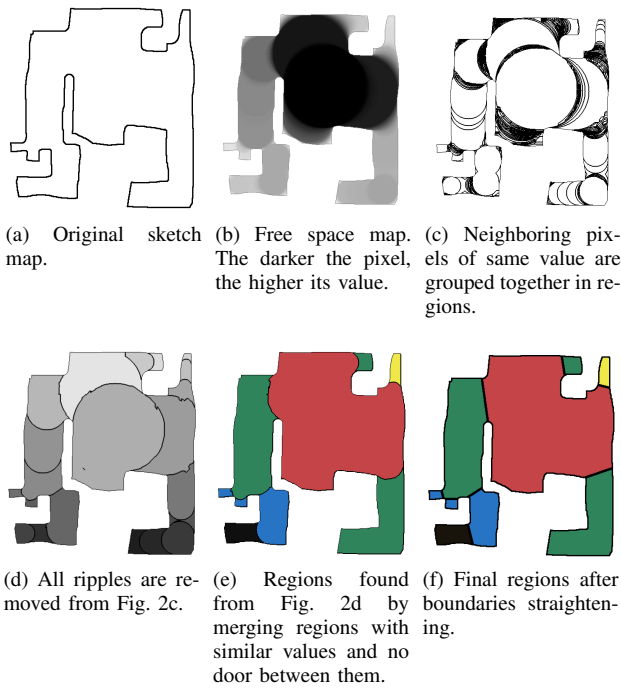 (a) Original sketch
map.
(b) Free space map.
The darker the pixel,
the higher its value.
(c) Neighboring pix-
els of same value are
grouped together in re-
gions.
(d) All ripples are re-
moved from Fig. 2c.
(e) Regions found
from Fig. 2d by
merging regions with
similar values and no
door between them.
(f) Final regions after
boundaries straighten-
ing.